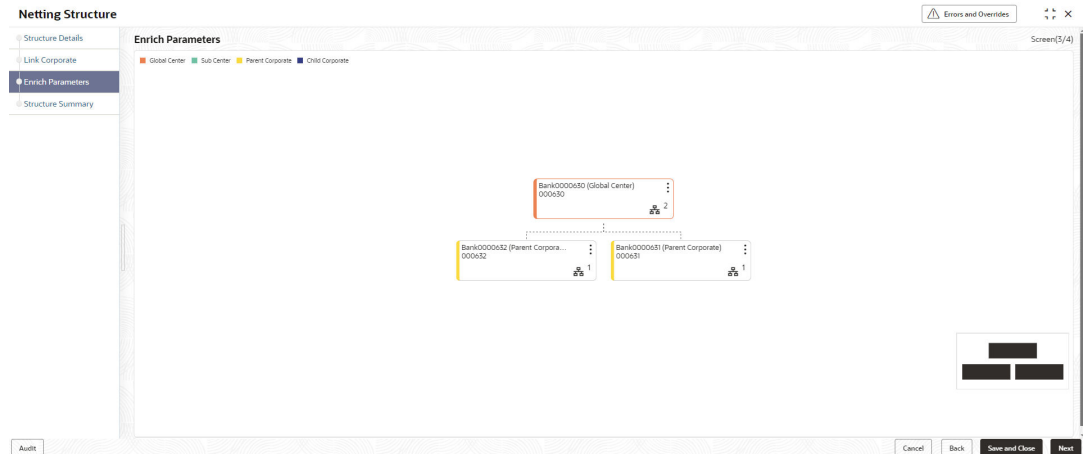 Netting Structure
Errors and Overrides
Structure Details
Link Corporate
Enrich Parameters
Structure Summary
Enrich Parameters
Screen(3/4)
Global Center Sub Center Parent Corporate Child Corporate
Bank0000630 (Global Center)
000630
2
Bank0000632 (Parent Corpora...
000632
1
Bank0000631 (Parent Corporate)
000631
1
Audit
Cancel Back Save and Close Next